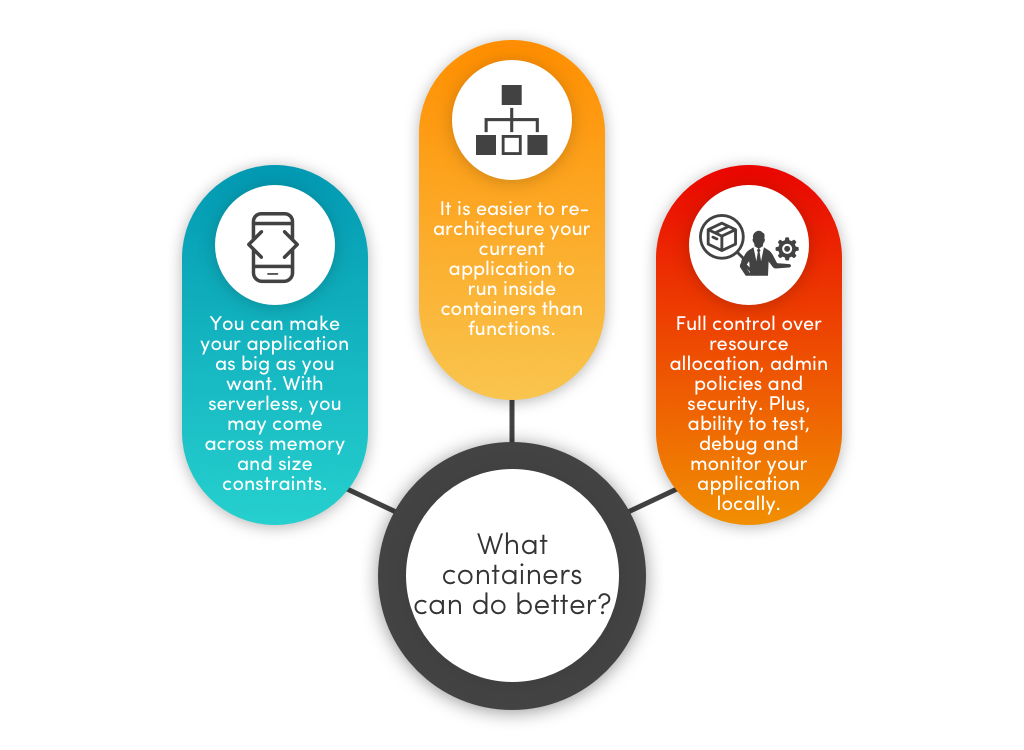 It is easier to re-
architecture your
current
application to
run inside
containers than
functions.
You can make
your application
as big as you
want. With
serverless, you
may come
across memory
and size
constraints.
Full control over
resource
allocation, admin
policies and
security. Plus,
ability to test,
debug and
monitor your
application
locally.
What
containers
can do better?